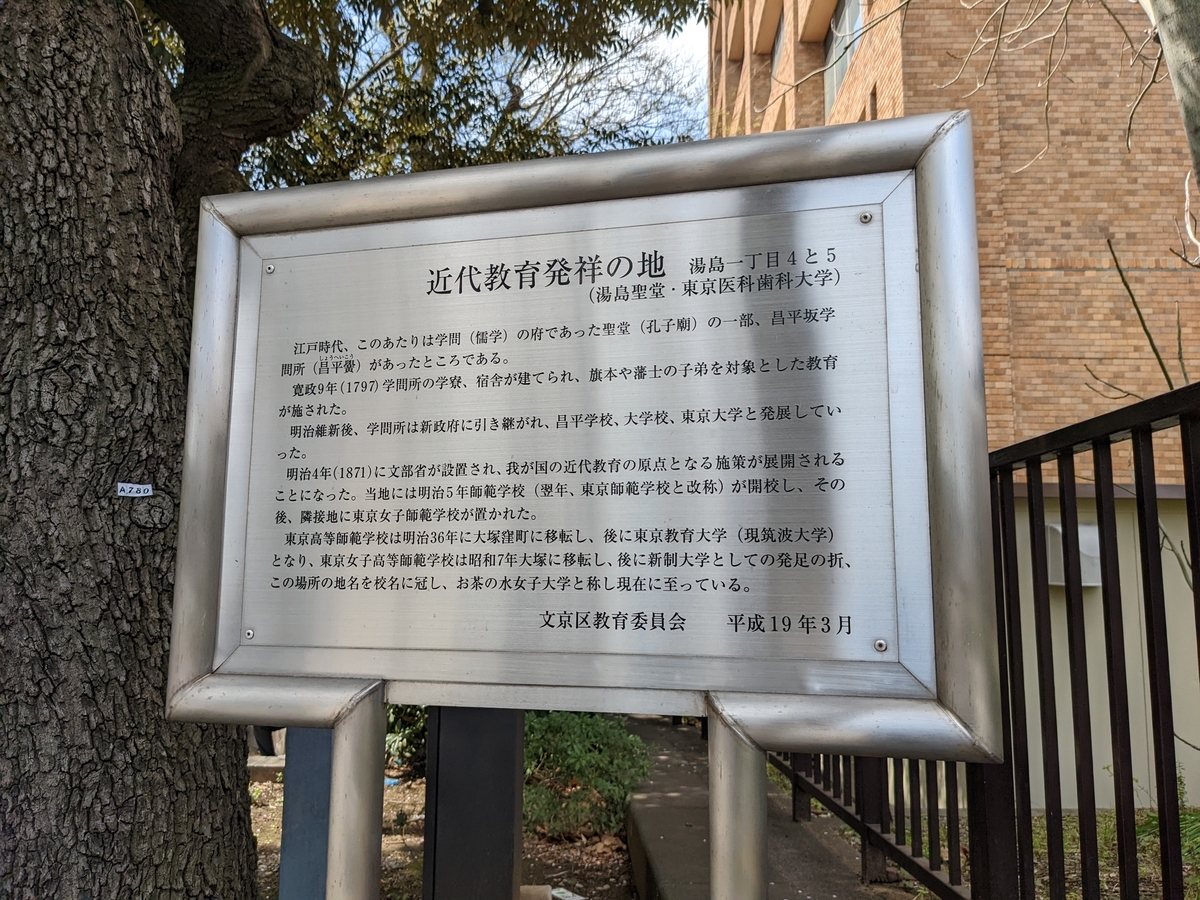 近代教育発祥の地 湯島一丁目4と5
(湯島聖堂・東京医科歯科大学)
江戸時代、このあたりは学問(儒学)の府であった聖堂(孔子廟)の一部、昌平坂学
しょうへいこう
問所(昌平黌)があったところである。
寛政9年(1797)学問所の学寮、宿舎が建てられ、旗本や藩士の子弟を対象とした教育
が施された。
明治維新後、学問所は新政府に引き継がれ、昌平学校、大学校、東京大学と発展してい
った。
明治4年(1871)に文部省が設置され、我が国の近代教育の原点となる施策が展開される
ことになった。当地には明治5年師範学校(翌年、東京師範学校と改称)が開校し、その
後、隣接地に東京女子師範学校が置かれた。
東京高等師範学校は明治36年に大塚窪町に移転し、後に東京教育大学(現筑波大学)
となり、東京女子高等師範学校は昭和7年大塚に移転し、後に新制大学としての発足の折、
この場所の地名を校名に冠し、お茶の水女子大学と称し現在に至っている。
文京区教育委員会 平成19年3月
A780